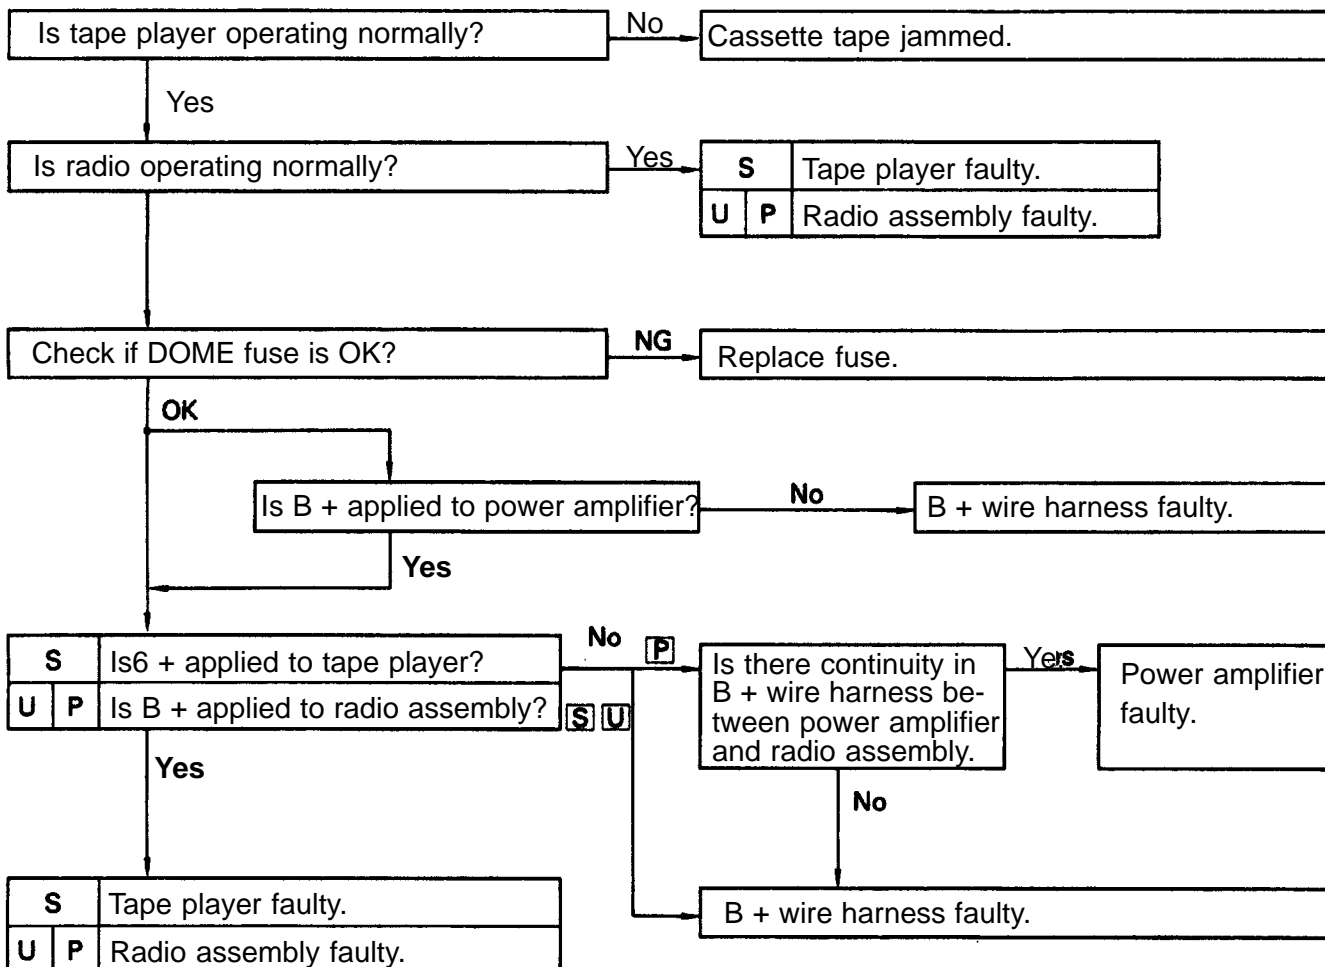 Is tape player operating normally?
No
Cassette tape jammed.
Yes
Is radio operating normally?
Yes
S Tape player faulty.
U P Radio assembly faulty.
Check if DOME fuse is OK?
NG
Replace fuse.
OK
Is B + applied to power amplifier?
No
B + wire harness faulty.
Yes
S Is6 + applied to tape player?
U P Is B + applied to radio assembly?
No
P
S U
Is there continuity in
B + wire harness be-
tween power amplifier
and radio assembly.
Yers
Power amplifier
faulty.
Yes
No
S Tape player faulty.
U P Radio assembly faulty.
B + wire harness faulty.